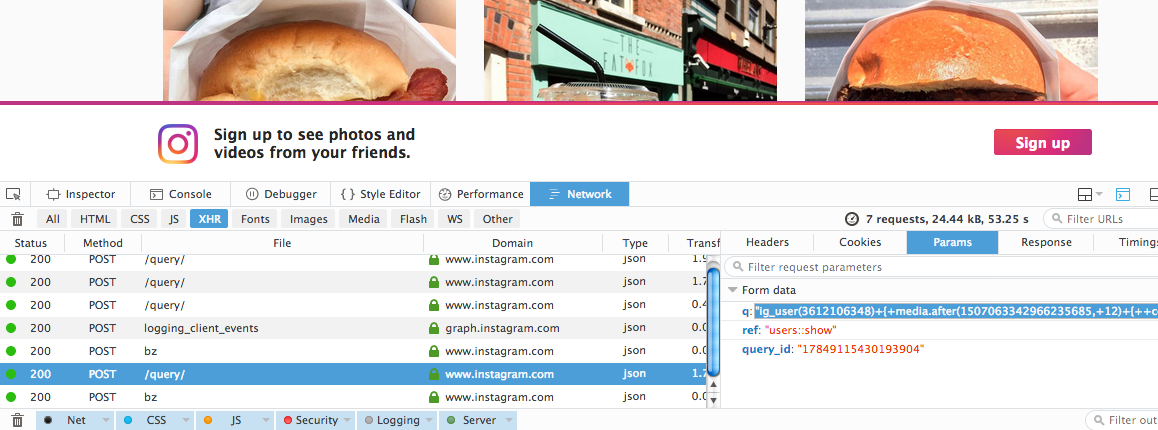 THE
FAT FOX
Sign up to see photos and
videos from your friends.
Sign up
Inspector Console Debugger { } Style Editor Performance Network
All HTML CSS JS XHR Fonts Images Media Flash WS Other 7 requests, 24.44 kB, 53.25 s Filter URLs
Status Method File Domain Type Transf Headers Cookies Params Response Timings
200 POST /query/ www.instagram.com json 1.9
Filter request parameters
200 POST /query/ www.instagram.com json 1.7
Form data
200 POST /query/ www.instagram.com json 0.4
q: "ig_user(3612106348)+{+media.after(1507063342966235685,+12)+{++co
200 POST logging_client_events graph.instagram.com json 0.0
ref: "users::show"
200 POST bz www.instagram.com json 0.0
query_id: "17849115430193904"
200 POST /query/ www.instagram.com json 1.7
200 POST bz www.instagram.com json 0.0
Net CSS JS Security Logging Server Filter out